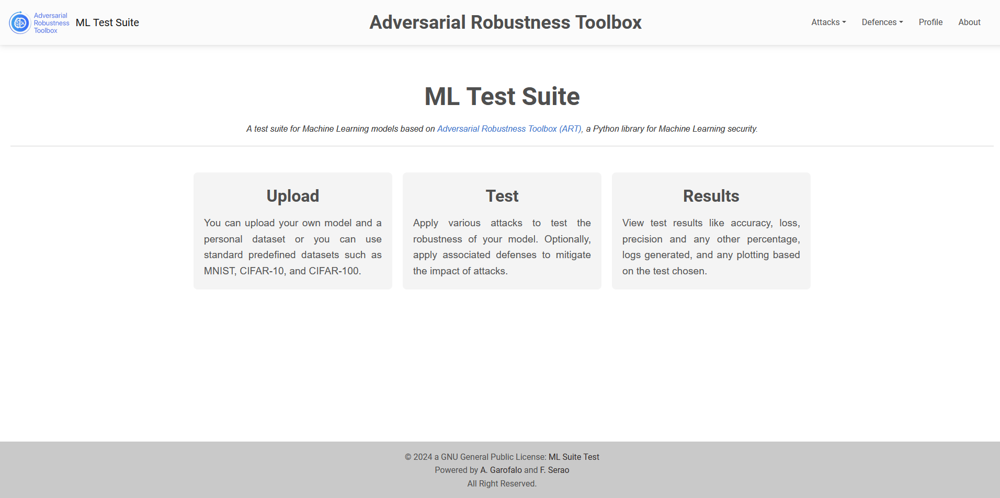 Adversarial
Robustness
Toolbox
ML Test Suite
Adversarial Robustness Toolbox
Attacks
Defences
Profile
About
ML Test Suite
A test suite for Machine Learning models based on Adversarial Robustness Toolbox (ART), a Python library for Machine Learning security.
Upload
You can upload your own model and a
personal dataset or you can use
standard predefined datasets such as
MNIST, CIFAR-10, and CIFAR-100.
Test
Apply various attacks to test the
robustness of your model. Optionally,
apply associated defenses to mitigate
the impact of attacks.
Results
View test results like accuracy, loss,
precision and any other percentage,
logs generated, and any plotting based
on the test chosen.
© 2024 a GNU General Public License: ML Suite Test
Powered by A. Garofalo and F. Serao
All Right Reserved.